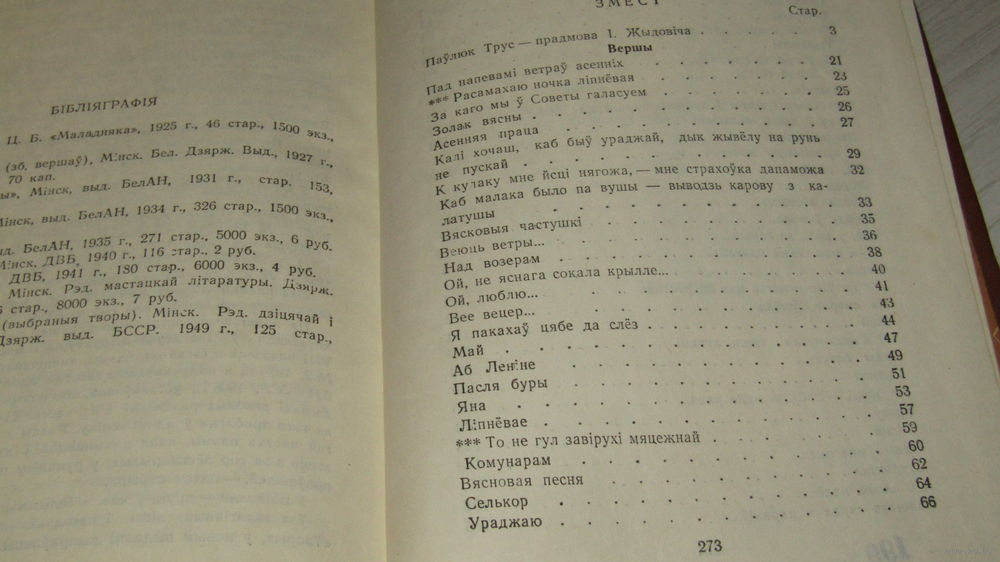 БІБЛІЯГРАФІЯ
Ц. Б. «Маладняка», 1925 г., 46 стар., 1500 экз.,
(зб. вершаў), Мінск. Бел. Дзярж. Выд., 1927 г.,
70 кап.
Мінск, выд. БелАН, 1931 г., стар. 153,
Мінск, выд. БелАН, 1934 г., 326 стар., 1500 экз.,
БелАН, 1935 г., 271 стар., 5000 экз., 6 руб.
Мінск, ДВБ, 1940 г., 116 стар., 2 руб.
ДВБ, 1941 г., 180 стар., 6000 экз., 4 руб.
Мінск. Рэд. мастацкай літаратуры. Дзярж.
стар., 8000 экз., 7 руб.
(выбраныя творы). Мінск. Рэд. дзіцячай і
Дзярж. выд. БССР. 1949 г., 125 стар.,
ЗМЕСТ
Стар.
Паўлюк Трус — прадмова І. Жыдовіча . . . . . . 3
Вершы
Пад напевамі ветраў асенніх . . . . . . . 21
*** Расамахаю ночка ліпнёвая . . . . . . . 23
За каго мы ў Советы галасуем . . . . . . . 25
Золак вясны . . . . . . . . . . 26
Асенняя праца . . . . . . . . . . 27
Калі хочаш, каб быў ураджай, дык жывёлу на рунь
не пускай . . . . . . . . . . 29
К кулаку мне йсці нягожа, — мне страхоўка дапаможа 32
Каб малака было па вушы — выводзь карову з ка-
латушы . . . . . . . . . . 33
Вясковыя частушкі . . . . . . . . . 35
Веюць ветры... . . . . . . . . . . 36
Над возерам . . . . . . . . . . 38
Ой, не яснага сокала крылле... . . . . . . . 40
Ой, люблю... . . . . . . . . . . 41
Вее вецер... . . . . . . . . . . 43
Я пакахаў цябе да слёз . . . . . . . . 44
Май . . . . . . . . . . . 47
Аб Леніне . . . . . . . . . . 49
Пасля буры . . . . . . . . . . 51
Яна . . . . . . . . . . . 53
Ліпнёвае . . . . . . . . . . 57
*** То не гул завірухі мяцежнай . . . . . . 59
Комунарам . . . . . . . . . . 60
Вясновая песня . . . . . . . . . 62
Селькор . . . . . . . . . . 64
Ураджаю . . . . . . . . . . 66
273